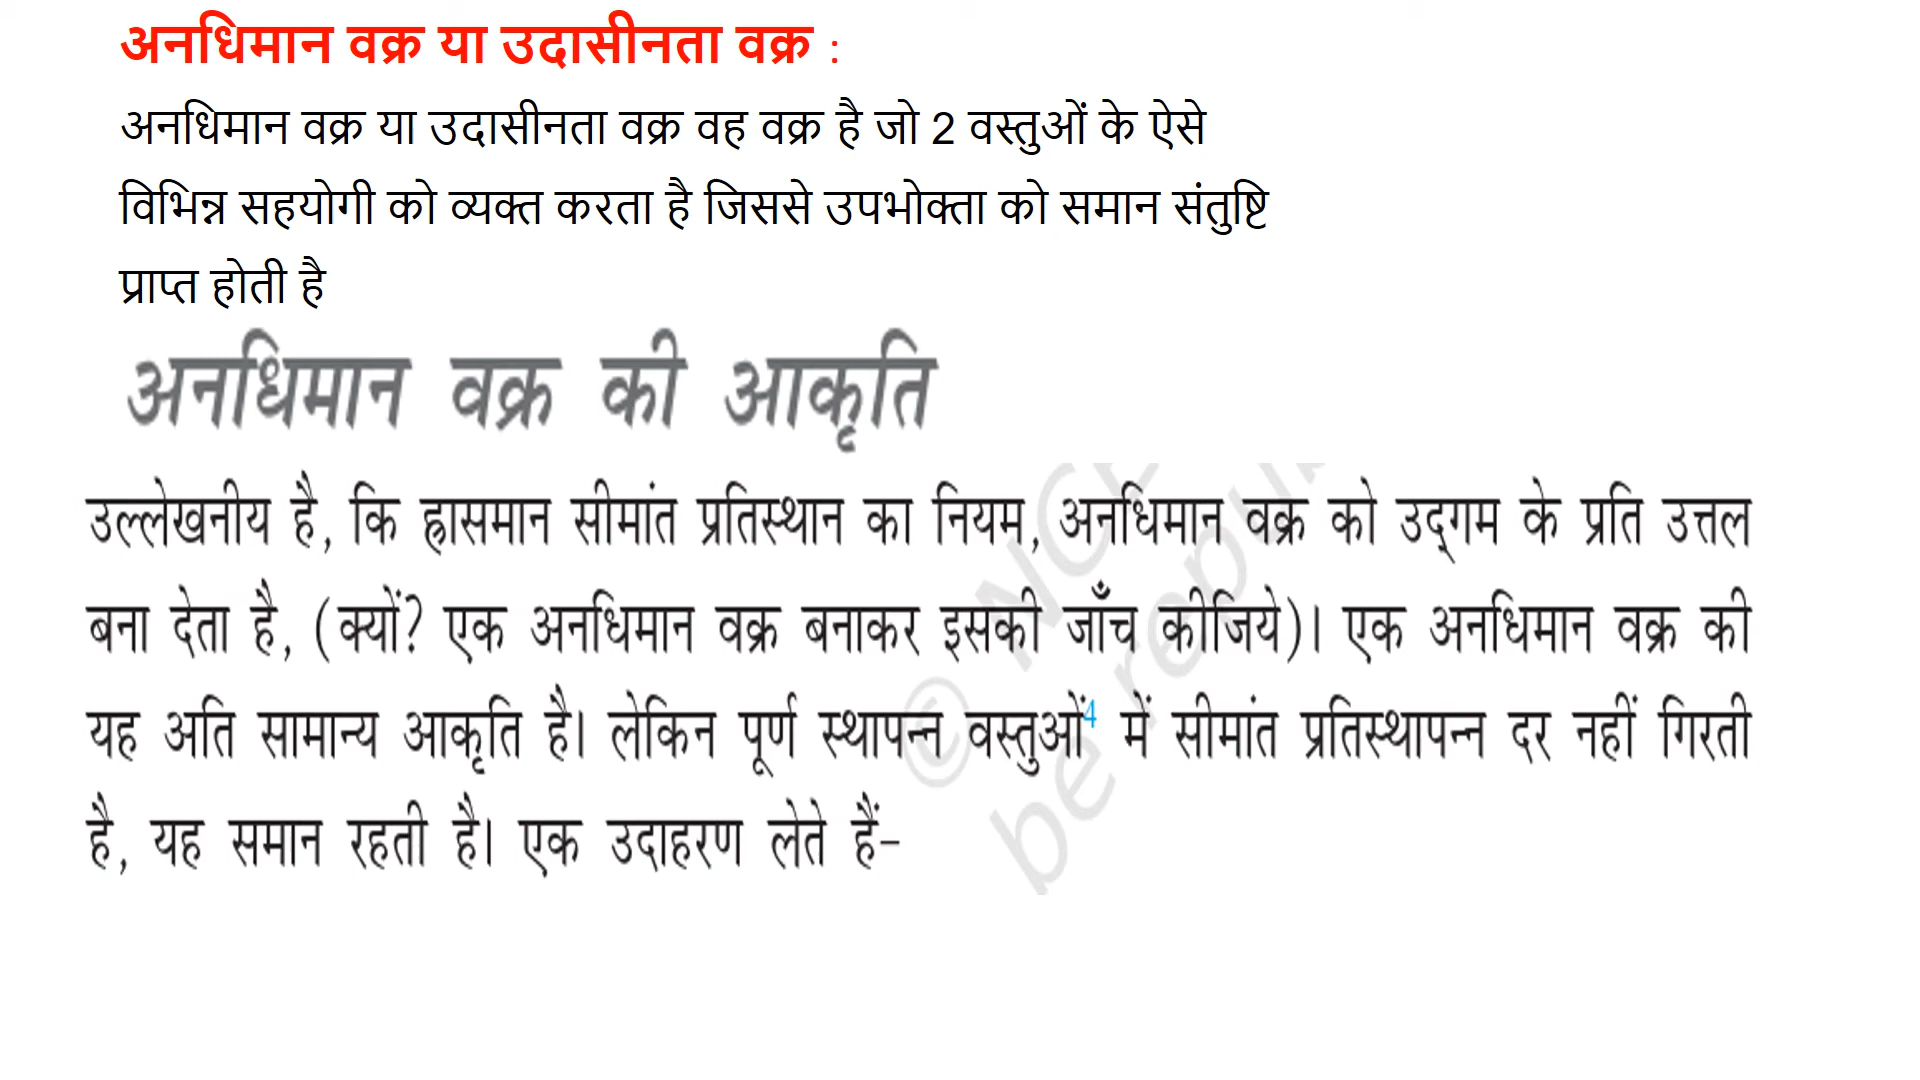 अनधिमान वक्र या उदासीनता वक्र :
अनधिमान वक्र या उदासीनता वक्र वह वक्र है जो 2 वस्तुओं के ऐसे
विभिन्न सहयोगी को व्यक्त करता है जिससे उपभोक्ता को समान संतुष्टि
प्राप्त होती है
अनधिमान वक्र की आकृति
उल्लेखनीय है, कि ह्रासमान सीमांत प्रतिस्थान का नियम, अनधिमान वक्र को उद्‌गम के प्रति उत्तल
बना देता है, (क्यों? एक अनधिमान वक्र बनाकर इसकी जाँच कीजिये)। एक अनधिमान वक्र की
यह अति सामान्य आकृति है। लेकिन पूर्ण स्थापन्न वस्तुओं4 में सीमांत प्रतिस्थापन्न दर नहीं गिरती
है, यह समान रहती है। एक उदाहरण लेते हैं-